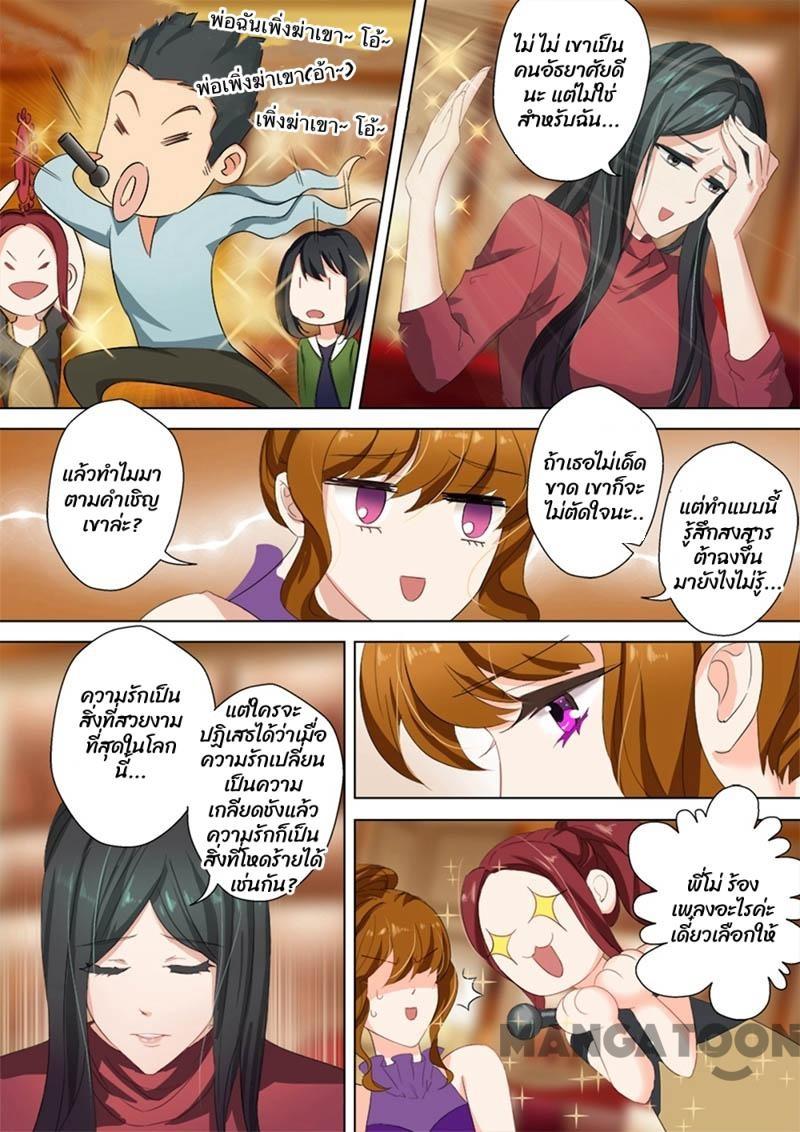 พ่อฉันเพิ่งฆ่าเขา~ โอ้~
พ่อเพิ่งฆ่าเขา(อ้า~)
เพิ่งฆ่าเขา~ โอ้~
ไม่ ไม่ เขาเป็น
คนอัธยาศัยดี
นะ แต่ไม่ใช่
สำหรับฉัน...
แล้วทำไมมา
ตามคำเชิญ
เขาล่ะ?
ถ้าเธอไม่เด็ด
ขาด เขาก็จะ
ไม่ตัดใจนะ..
แต่ทำแบบนี้
รู้สึกสงสาร
ต้าฉงขึ้น
มายังไงไม่รู้...
ความรักเป็น
สิ่งที่สวยงาม
ที่สุดในโลก
นี้...
แต่ใครจะ
ปฏิเสธได้ว่าเมื่อ
ความรักเปลี่ยน
เป็นความ
เกลียดชังแล้ว
ความรักก็เป็น
สิ่งที่โหดร้ายได้
เช่นกัน?
พี่โม่ ร้อง
เพลงอะไรค่ะ
เดี๋ยวเลือกให้
MANGATOON